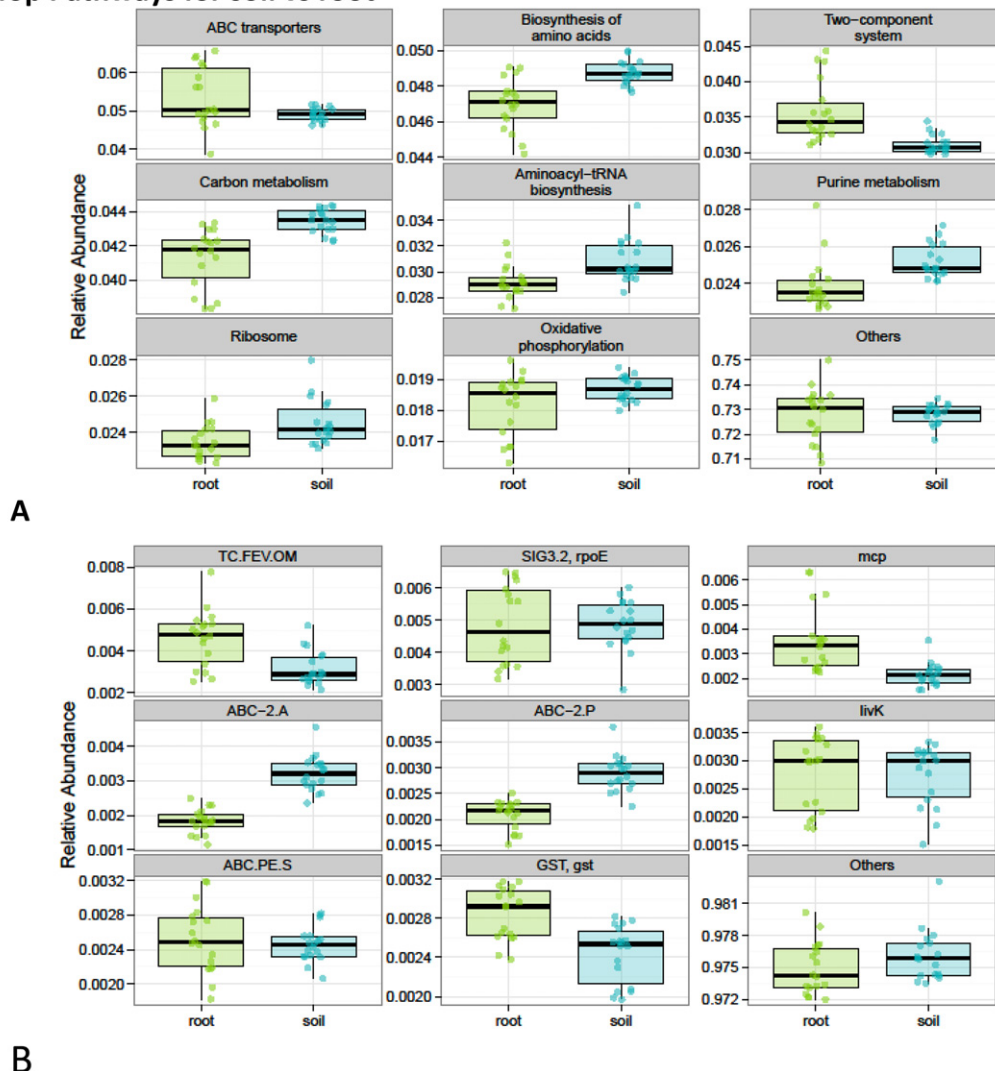 ABC transporters
Biosynthesis of
amino acids
Two-component
system
0.06
0.05
0.04
0.050
0.048
0.046
0.044
0.045
0.040
0.035
0.030
Carbon metabolism
Aminoacyl-tRNA
biosynthesis
Purine metabolism
0.044
0.042
0.040
0.034
0.032
0.030
0.028
0.028
0.026
0.024
Relative Abundance
Ribosome
Oxidative
phosphorylation
Others
0.028
0.026
0.024
0.019
0.018
0.017
0.75
0.74
0.73
0.72
0.71
root soil root soil root soil
A
TC.FEV.OM
SIG3.2, rpoE
mcp
0.008
0.006
0.004
0.002
0.006
0.005
0.004
0.003
0.006
0.005
0.004
0.003
0.002
ABC-2.A
ABC-2.P
livK
0.004
0.003
0.002
0.001
0.0035
0.0030
0.0025
0.0020
0.0015
0.0035
0.0030
0.0025
0.0020
0.0015
Relative Abundance
ABC.PE.S
GST, gst
Others
0.0032
0.0028
0.0024
0.0020
0.0032
0.0028
0.0024
0.0020
0.981
0.978
0.975
0.972
root soil root soil root soil
B